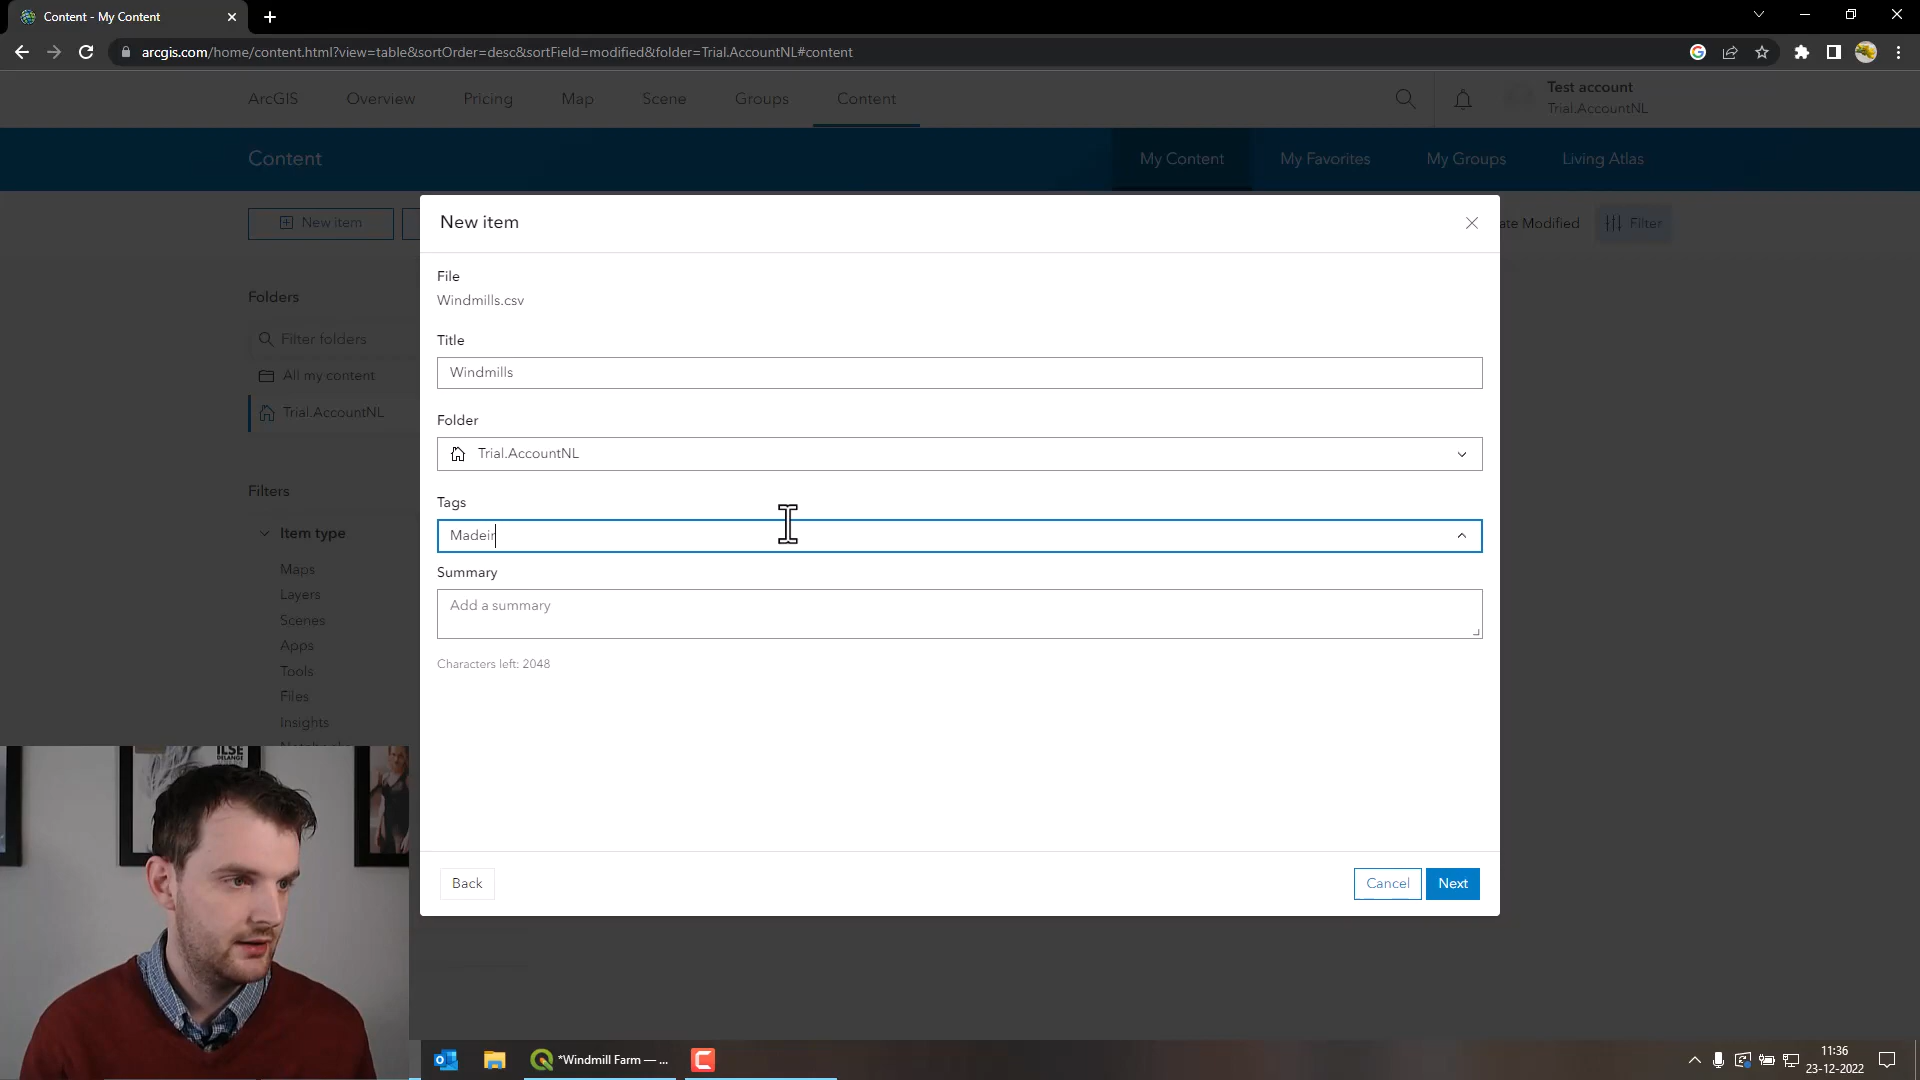 Content - My Content
arcgis.com/home/content.html?view=table&sortOrder=desc&sortField=modified&folder=Trial.AccountNL#content
ArcGIS Overview Pricing Map Scene Groups Content
Test account
Trial.AccountNL
Content My Content My Favorites My Groups Living Atlas
New item
ate Modified Filter
New item
Folders
Filter folders
All my content
Trial.AccountNL
Filters
Item type
Maps
Layers
Scenes
Apps
Tools
Files
Insights
Notebooks
File
Windmills.csv
Title
Windmills
Folder
Trial.AccountNL
Tags
Madeir
Summary
Add a summary
Characters left: 2048
Back Cancel Next
ILSE
DELANGE
*Windmill Farm — ...
11:36
23-12-2022